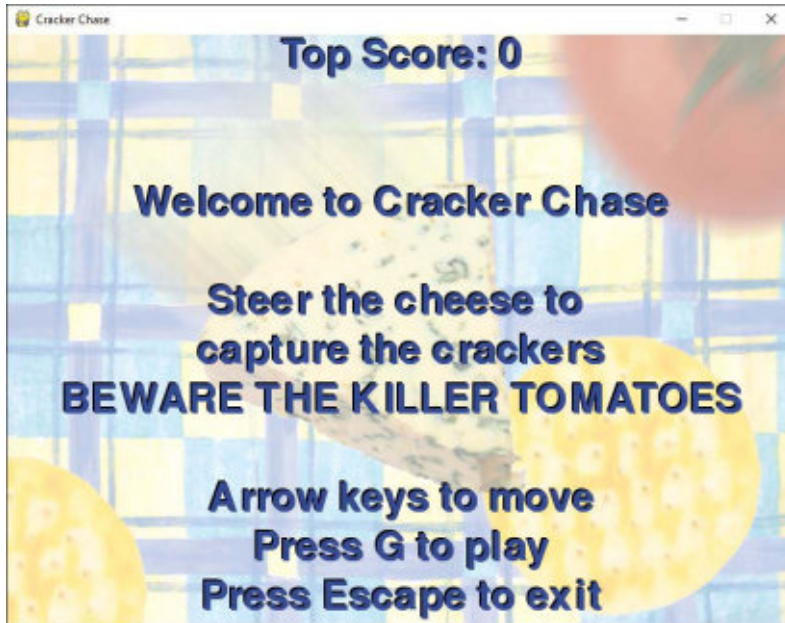 Cracker Chase
Top Score: 0
Welcome to Cracker Chase
Steer the cheese to
capture the crackers
BEWARE THE KILLER TOMATOES
Arrow keys to move
Press G to play
Press Escape to exit